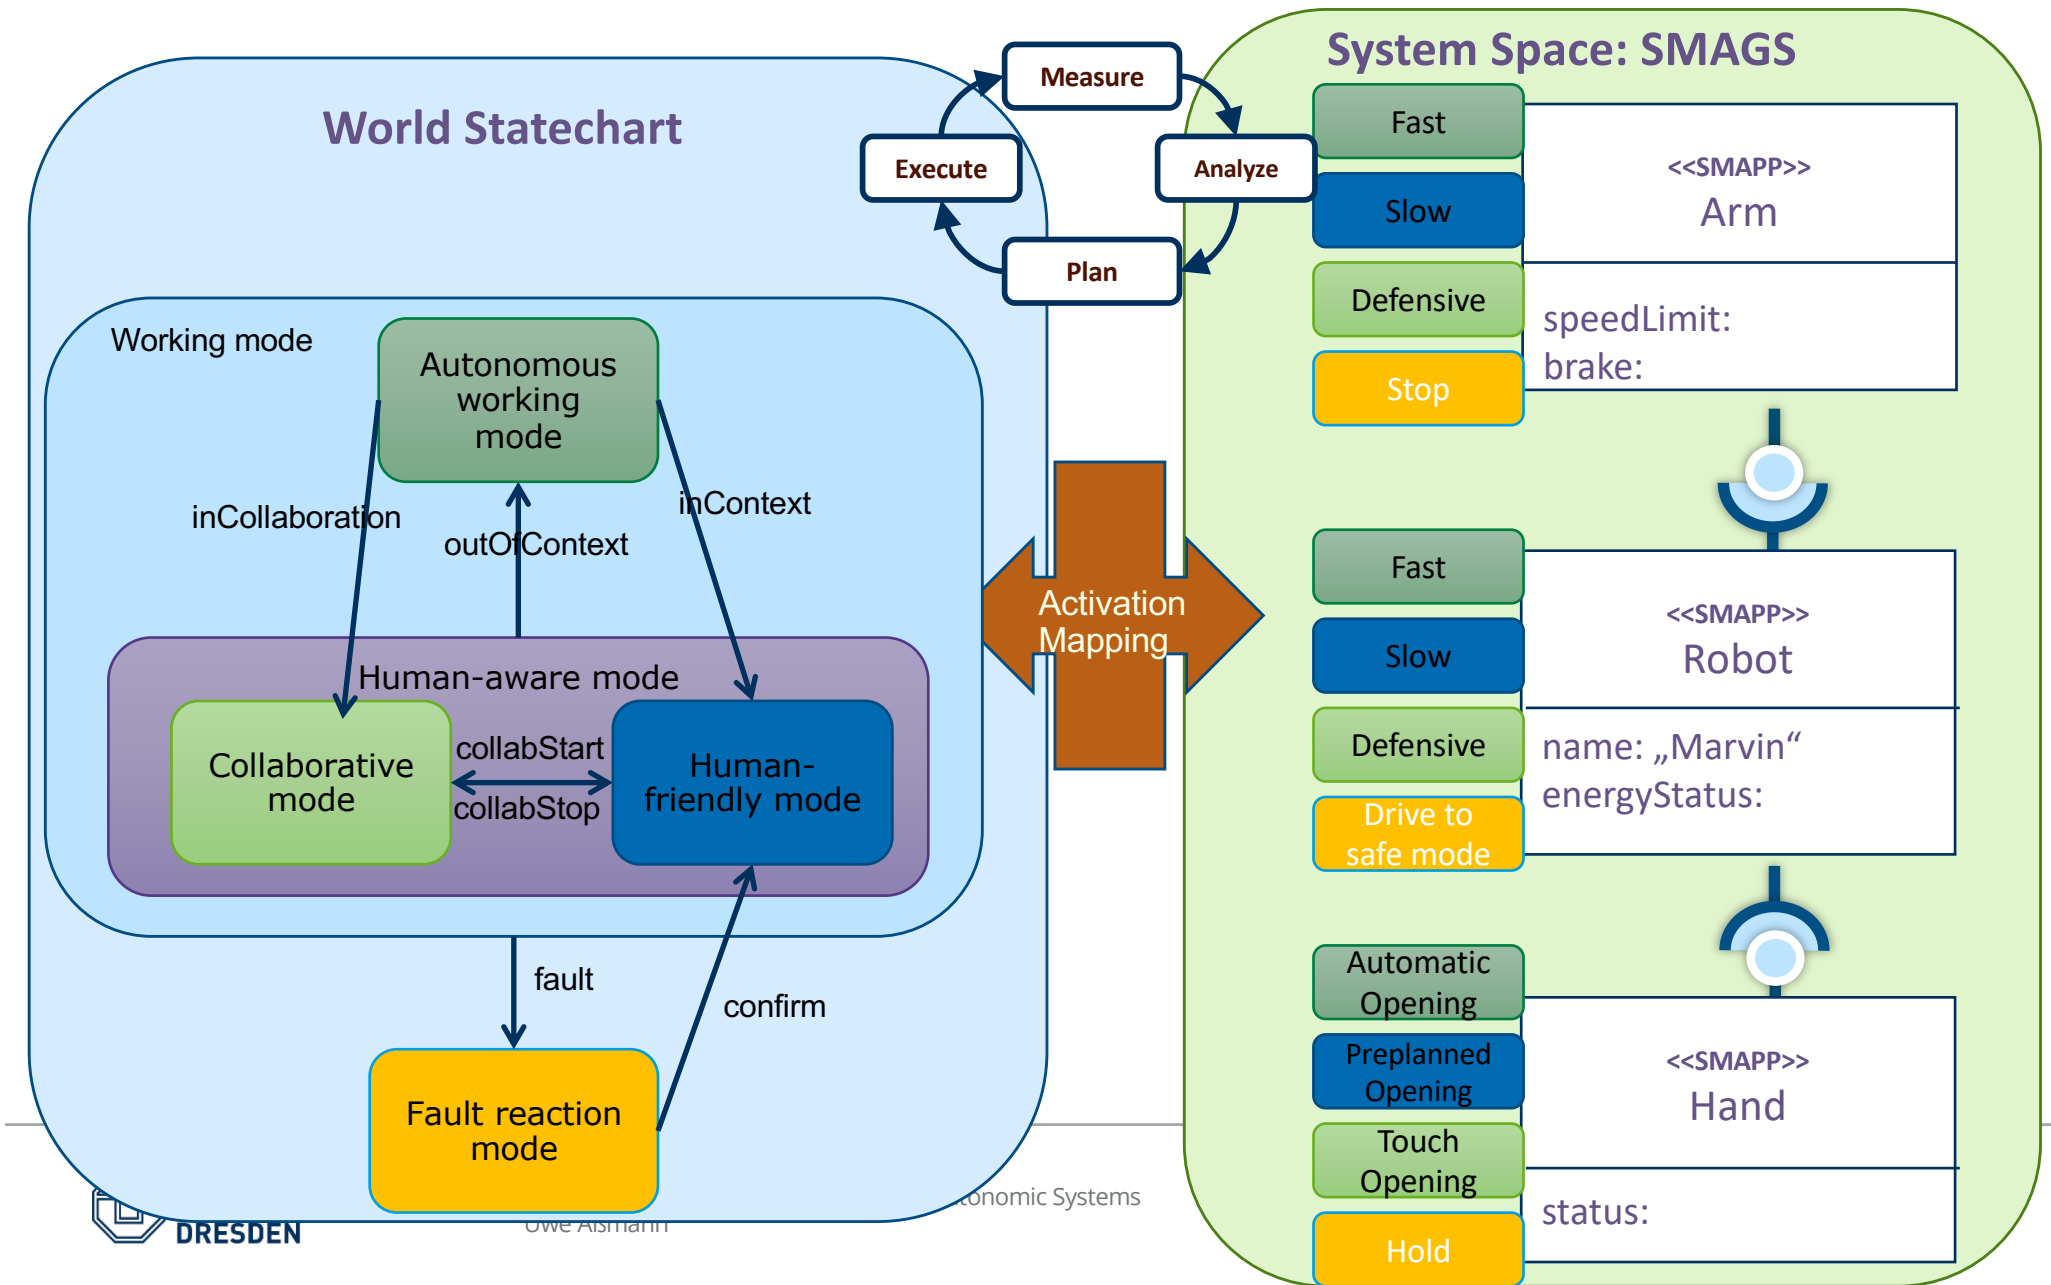 World Statechart
Measure
Execute
Analyze
Plan
Working mode
Autonomous
working
mode
inCollaboration
outOfContext
inContext
Human-aware mode
Collaborative
mode
collabStart
collabStop
Human-
friendly mode
fault
confirm
Fault reaction
mode
Activation
Mapping
System Space: SMAGS
Fast
Slow
Defensive
Stop
<<SMAPP>>
Arm
speedLimit:
brake:
Fast
Slow
Defensive
Drive to
safe mode
<<SMAPP>>
Robot
name: „Marvin“
energyStatus:
Automatic
Opening
Preplanned
Opening
Touch
Opening
Hold
<<SMAPP>>
Hand
status:
DRESDEN
Systems